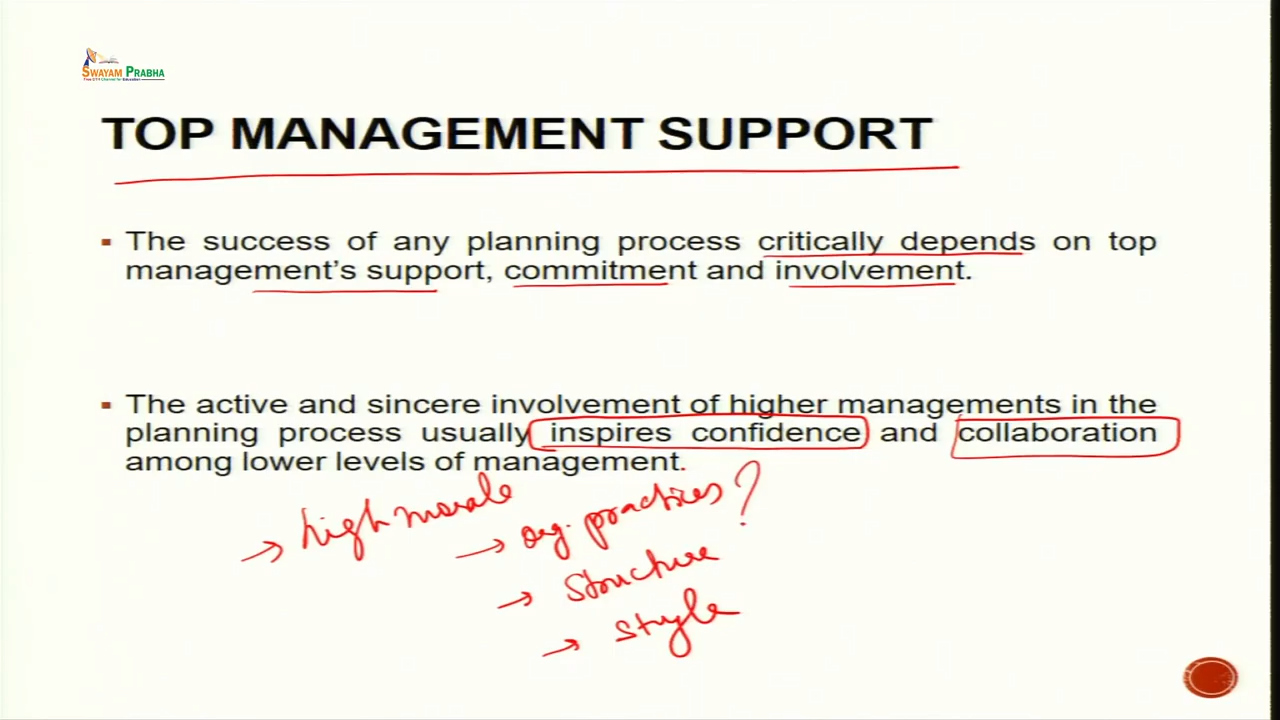 SWAYAM PRABHA
TOP MANAGEMENT SUPPORT
The success of any planning process critically depends on top
management's support, commitment and involvement.
The active and sincere involvement of higher managements in the
planning process usually inspires confidence and collaboration
among lower levels of management.
→ high morale
→ org. practices?
→ Structure
→ Style